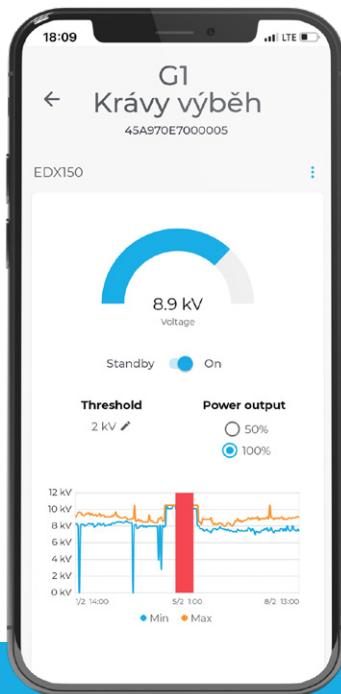 18:09
LTE
G1
Krávy výběh
45A970E7000005
EDX150
8.9 kV
Voltage
Standby On
Threshold Power output
2 kV 50%
100%
12 kV
10 kV
8 kV
6 kV
4 kV
2 kV
0 kV
1/2 14:00 5/2 1:00 8/2 13:00
Min Max